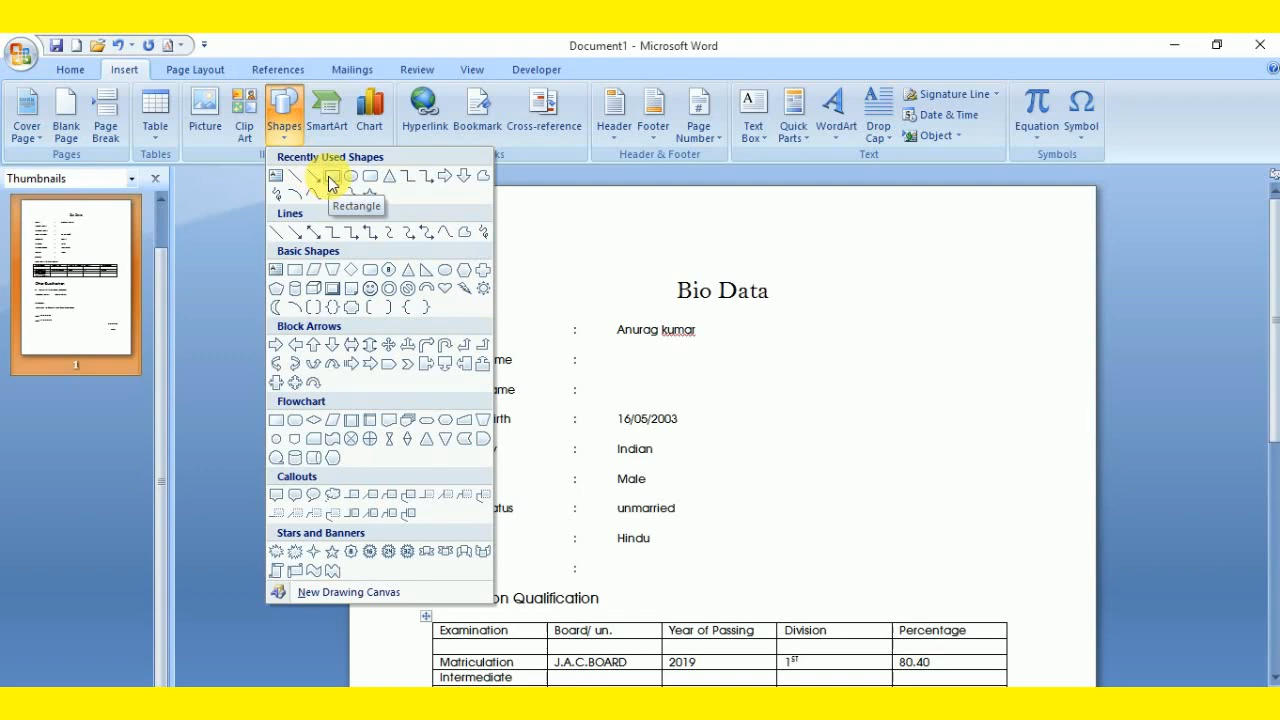 Document1 - Microsoft Word
Home Insert Page Layout References Mailings Review View Developer
Cover Page Blank Page Page Break Table Picture Clip Art Shapes SmartArt Chart Hyperlink Bookmark Cross-reference Header Footer Page Number Text Box Quick Parts WordArt Drop Cap Signature Line Date & Time Object Equation Symbol
Pages Tables Header & Footer Text Symbols
Thumbnails
Recently Used Shapes
Rectangle
Lines
Basic Shapes
Block Arrows
Flowchart
Callouts
Stars and Banners
New Drawing Canvas
Bio Data
: Anurag kumar
:
:
: 16/05/2003
: Indian
: Male
: unmarried
: Hindu
:
Qualification
Examination Board/ un. Year of Passing Division Percentage
Matriculation J.A.C.BOARD 2019 1ST 80.40
Intermediate
1